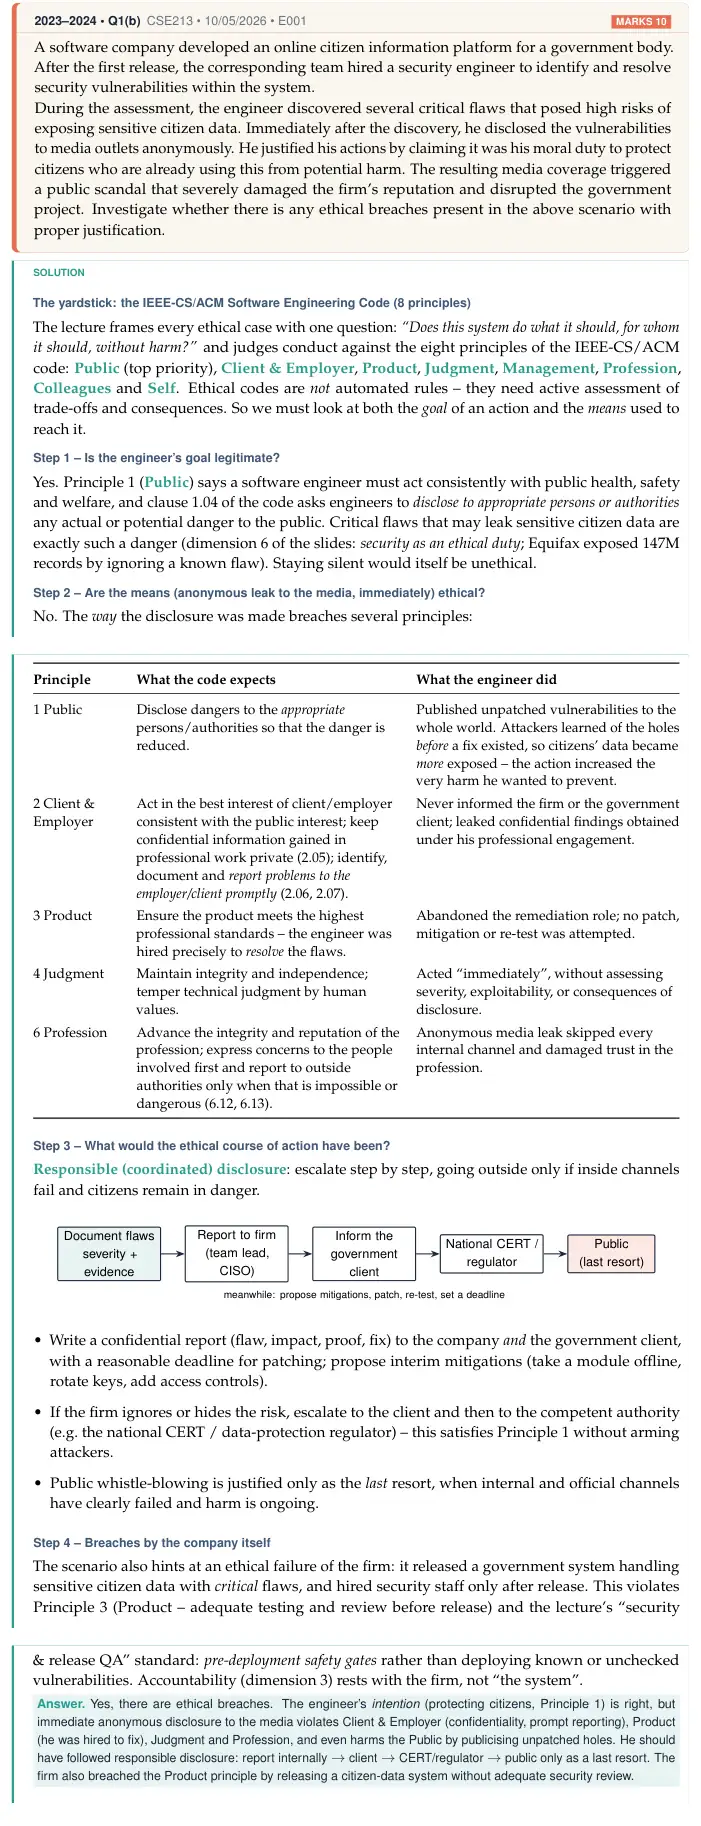 2023–2024 • Q1(b) CSE213 • 10/05/2026 • E001
MARKS 10
A software company developed an online citizen information platform for a government body.
After the first release, the corresponding team hired a security engineer to identify and resolve
security vulnerabilities within the system.
During the assessment, the engineer discovered several critical flaws that posed high risks of
exposing sensitive citizen data. Immediately after the discovery, he disclosed the vulnerabilities
to media outlets anonymously. He justified his actions by claiming it was his moral duty to protect
citizens who are already using this from potential harm. The resulting media coverage triggered
a public scandal that severely damaged the firm's reputation and disrupted the government
project. Investigate whether there is any ethical breaches present in the above scenario with
proper justification.
SOLUTION
The yardstick: the IEEE-CS/ACM Software Engineering Code (8 principles)
The lecture frames every ethical case with one question: “Does this system do what it should, for whom
it should, without harm?” and judges conduct against the eight principles of the IEEE-CS/ACM
code: Public (top priority), Client & Employer, Product, Judgment, Management, Profession,
Colleagues and Self. Ethical codes are not automated rules – they need active assessment of
trade-offs and consequences. So we must look at both the goal of an action and the means used to
reach it.
Step 1 – Is the engineer's goal legitimate?
Yes. Principle 1 (Public) says a software engineer must act consistently with public health, safety
and welfare, and clause 1.04 of the code asks engineers to disclose to appropriate persons or authorities
any actual or potential danger to the public. Critical flaws that may leak sensitive citizen data are
exactly such a danger (dimension 6 of the slides: security as an ethical duty; Equifax exposed 147M
records by ignoring a known flaw). Staying silent would itself be unethical.
Step 2 – Are the means (anonymous leak to the media, immediately) ethical?
No. The way the disclosure was made breaches several principles:
Principle What the code expects What the engineer did
1 Public
Disclose dangers to the appropriate
persons/authorities so that the danger is
reduced.
Published unpatched vulnerabilities to the
whole world. Attackers learned of the holes
before a fix existed, so citizens' data became
more exposed – the action increased the
very harm he wanted to prevent.
2 Client &
Employer
Act in the best interest of client/employer
consistent with the public interest; keep
confidential information gained in
professional work private (2.05); identify,
document and report problems to the
employer/client promptly (2.06, 2.07).
Never informed the firm or the government
client; leaked confidential findings obtained
under his professional engagement.
3 Product
Ensure the product meets the highest
professional standards – the engineer was
hired precisely to resolve the flaws.
Abandoned the remediation role; no patch,
mitigation or re-test was attempted.
4 Judgment
Maintain integrity and independence;
temper technical judgment by human
values.
Acted “immediately”, without assessing
severity, exploitability, or consequences of
disclosure.
6 Profession
Advance the integrity and reputation of the
profession; express concerns to the people
involved first and report to outside
authorities only when that is impossible or
dangerous (6.12, 6.13).
Anonymous media leak skipped every
internal channel and damaged trust in the
profession.
Step 3 – What would the ethical course of action have been?
Responsible (coordinated) disclosure: escalate step by step, going outside only if inside channels
fail and citizens remain in danger.
Document flaws
severity +
evidence
Report to firm
(team lead,
CISO)
Inform the
government
client
National CERT /
regulator
Public
(last resort)
meanwhile: propose mitigations, patch, re-test, set a deadline
• Write a confidential report (flaw, impact, proof, fix) to the company and the government client,
with a reasonable deadline for patching; propose interim mitigations (take a module offline,
rotate keys, add access controls).
• If the firm ignores or hides the risk, escalate to the client and then to the competent authority
(e.g. the national CERT / data-protection regulator) – this satisfies Principle 1 without arming
attackers.
• Public whistle-blowing is justified only as the last resort, when internal and official channels
have clearly failed and harm is ongoing.
Step 4 – Breaches by the company itself
The scenario also hints at an ethical failure of the firm: it released a government system handling
sensitive citizen data with critical flaws, and hired security staff only after release. This violates
Principle 3 (Product – adequate testing and review before release) and the lecture's “security
& release QA” standard: pre-deployment safety gates rather than deploying known or unchecked
vulnerabilities. Accountability (dimension 3) rests with the firm, not “the system”.
Answer. Yes, there are ethical breaches. The engineer's intention (protecting citizens, Principle 1) is right, but
immediate anonymous disclosure to the media violates Client & Employer (confidentiality, prompt reporting), Product
(he was hired to fix), Judgment and Profession, and even harms the Public by publicising unpatched holes. He should
have followed responsible disclosure: report internally → client → CERT/regulator → public only as a last resort. The
firm also breached the Product principle by releasing a citizen-data system without adequate security review.